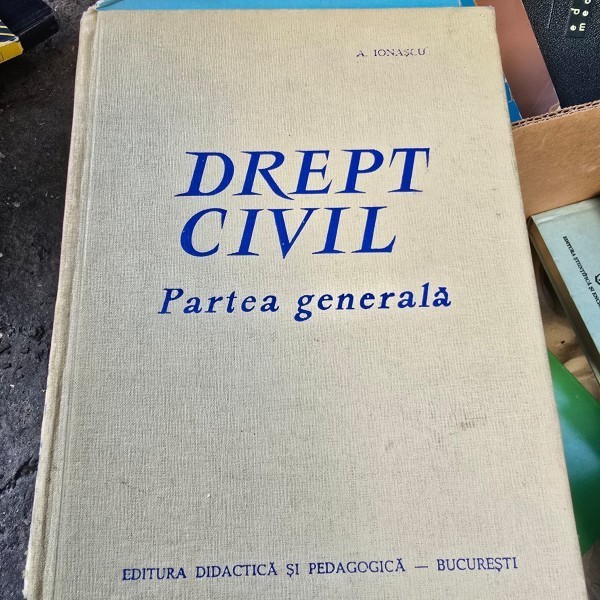 A. IONAȘCU
DREPT
CIVIL
Partea generală
EDITURA DIDACTICĂ ȘI PEDAGOGICĂ — BUCUREȘTI